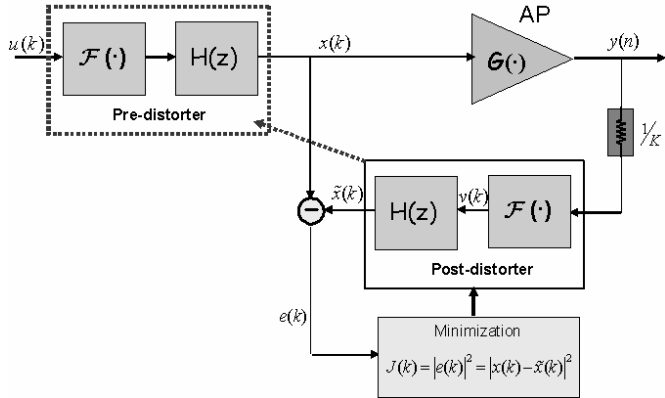 AP
u(k)
ℱ(·)
H(z)
x(k)
G(·)
y(n)
Pre-distorter
1/K
x̃(k)
H(z)
v(k)
ℱ(·)
Post-distorter
e(k)
Minimization
J(k) = |e(k)|² = |x(k) − x̃(k)|²